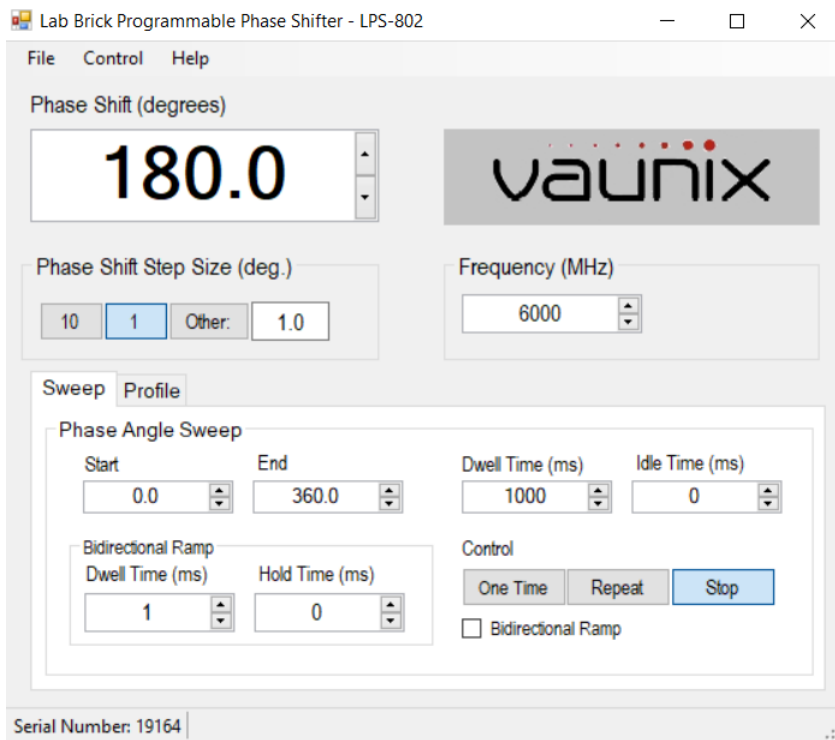 Lab Brick Programmable Phase Shifter - LPS-802
File Control Help
Phase Shift (degrees)
180.0
vaunix
Phase Shift Step Size (deg.)
10 1 Other: 1.0
Frequency (MHz)
6000
Sweep Profile
Phase Angle Sweep
Start End Dwell Time (ms) Idle Time (ms)
0.0 360.0 1000 0
Bidirectional Ramp
Dwell Time (ms) Hold Time (ms)
1 0
Control
One Time Repeat Stop
Bidirectional Ramp
Serial Number: 19164